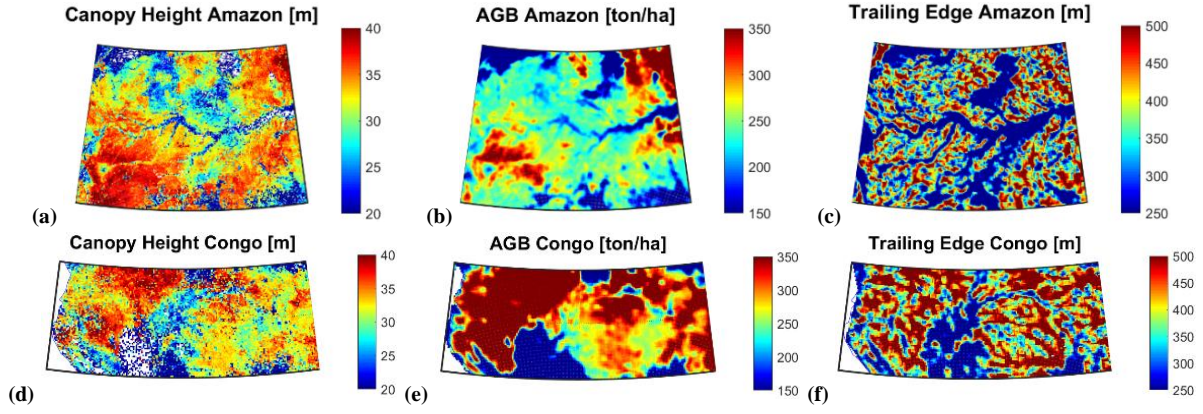 Canopy Height Amazon [m]
40
35
30
25
20
(a)
AGB Amazon [ton/ha]
350
300
250
200
150
(b)
Trailing Edge Amazon [m]
500
450
400
350
300
250
(c)
Canopy Height Congo [m]
40
35
30
25
20
(d)
AGB Congo [ton/ha]
350
300
250
200
150
(e)
Trailing Edge Congo [m]
500
450
400
350
300
250
(f)